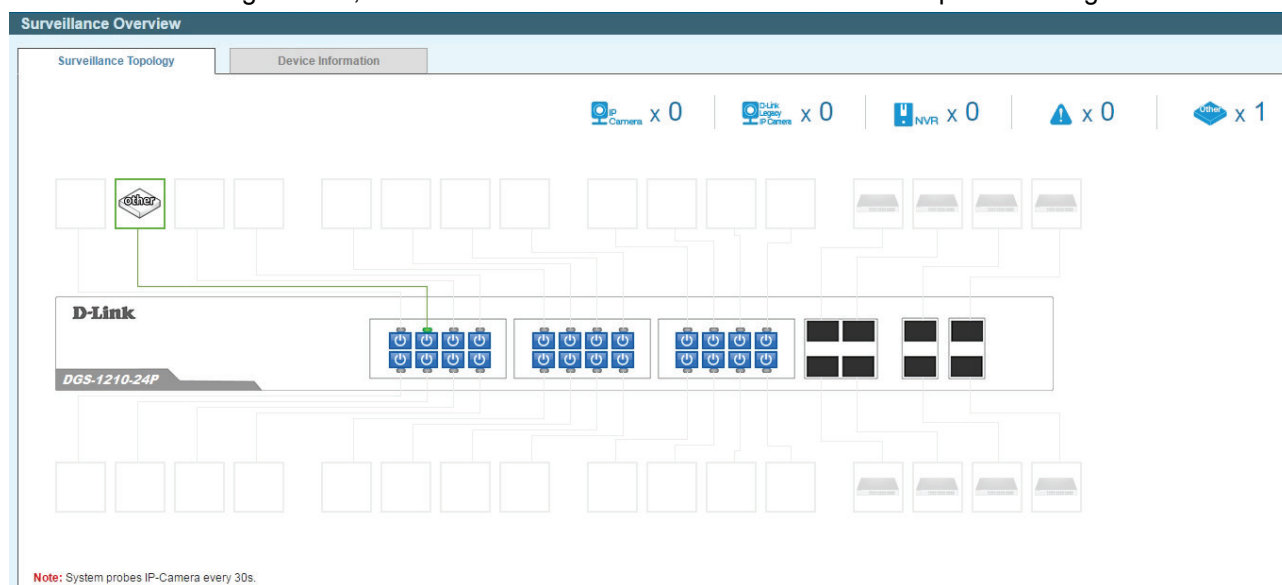 Surveillance Overview
Surveillance Topology
Device Information
IP Camera x 0
D-Link Legacy IP Camera x 0
NVR x 0
x 0
Other x 1
other
D-Link
DGS-1210-24P
Note: System probes IP-Camera every 30s.